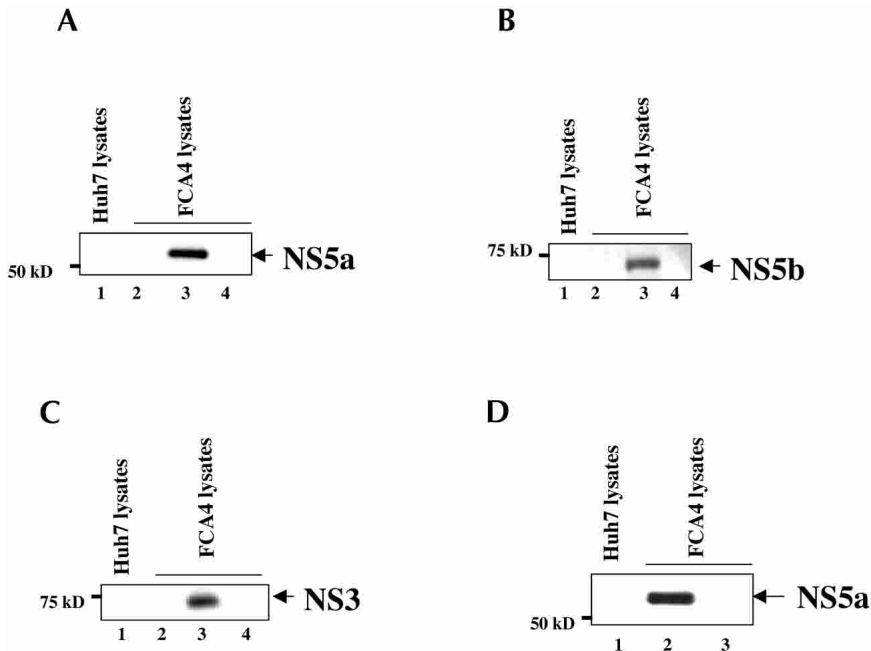 A
Huh7 lysates
FCA4 lysates
50 kD
NS5a
1 2 3 4
B
Huh7 lysates
FCA4 lysates
75 kD
NS5b
1 2 3 4
C
Huh7 lysates
FCA4 lysates
75 kD
NS3
1 2 3 4
D
Huh7 lysates
FCA4 lysates
50 kD
NS5a
1 2 3